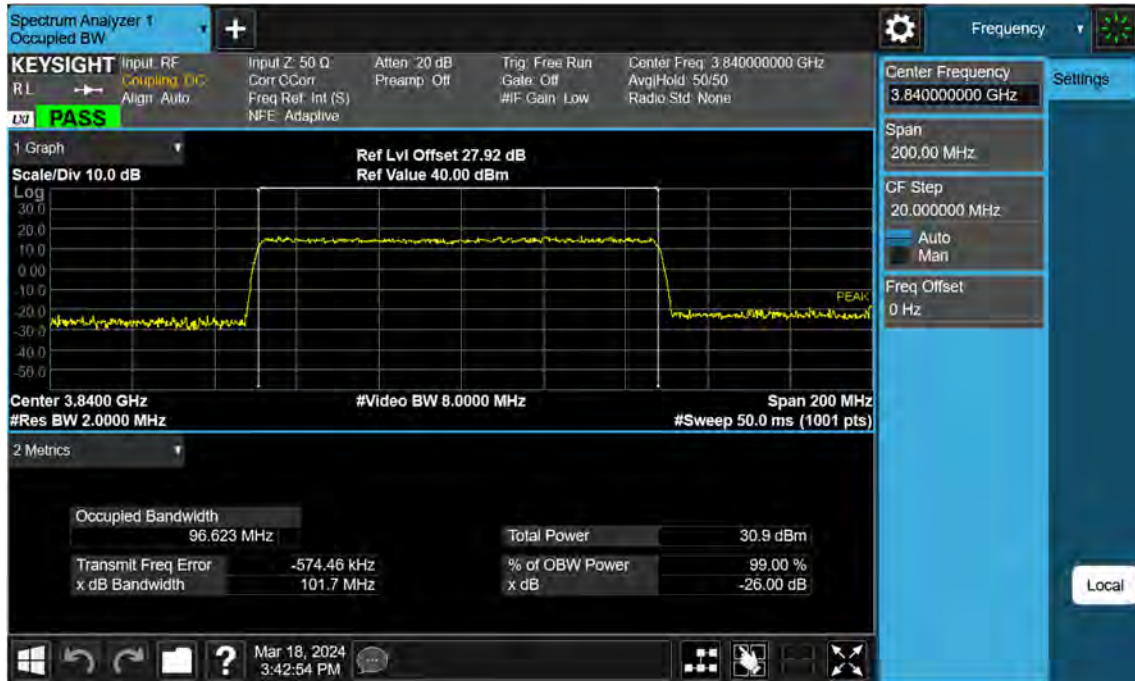 Spectrum Analyzer 1
Occupied BW
+
Frequency
KEYSIGHT
RL
Input: RF
Coupling: DC
Align: Auto
Input Z: 50 Ω
Corr CCorr
Freq Ref: Int (S)
NFE: Adaptive
Atten: 20 dB
Preamp: Off
Trig: Free Run
Gate: Off
#IF Gain: Low
Center Freq: 3.840000000 GHz
Avg|Hold: 50/50
Radio Std: None
LXI
PASS
1 Graph
Scale/Div 10.0 dB
Ref Lvl Offset 27.92 dB
Ref Value 40.00 dBm
Log
30.0
20.0
10.0
0.00
-10.0
-20.0
-30.0
-40.0
-50.0
PEAK
Center 3.8400 GHz
#Video BW 8.0000 MHz
Span 200 MHz
#Res BW 2.0000 MHz
#Sweep 50.0 ms (1001 pts)
2 Metrics
Occupied Bandwidth
96.623 MHz
Total Power 30.9 dBm
Transmit Freq Error -574.46 kHz
% of OBW Power 99.00 %
x dB Bandwidth 101.7 MHz
x dB -26.00 dB
Center Frequency
3.840000000 GHz
Settings
Span
200.00 MHz
CF Step
20.000000 MHz
Auto
Man
Freq Offset
0 Hz
Local
?
Mar 18, 2024
3:42:54 PM